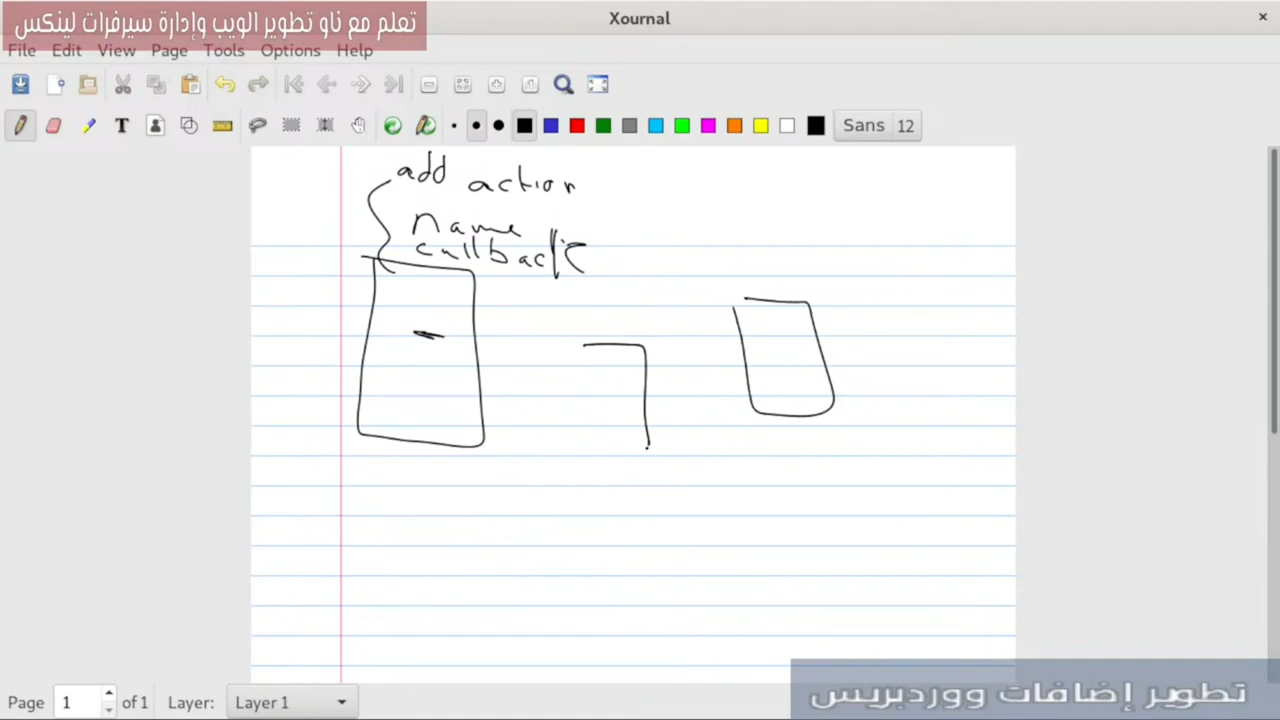 Xournal
تعلم مع ناو تطوير الويب وإدارة سيرفرات لينكس
File Edit View Page Tools Options Help
Sans 12
add action
name
callback
Page 1 of 1 Layer: Layer 1
تطوير إضافات ووردبريس